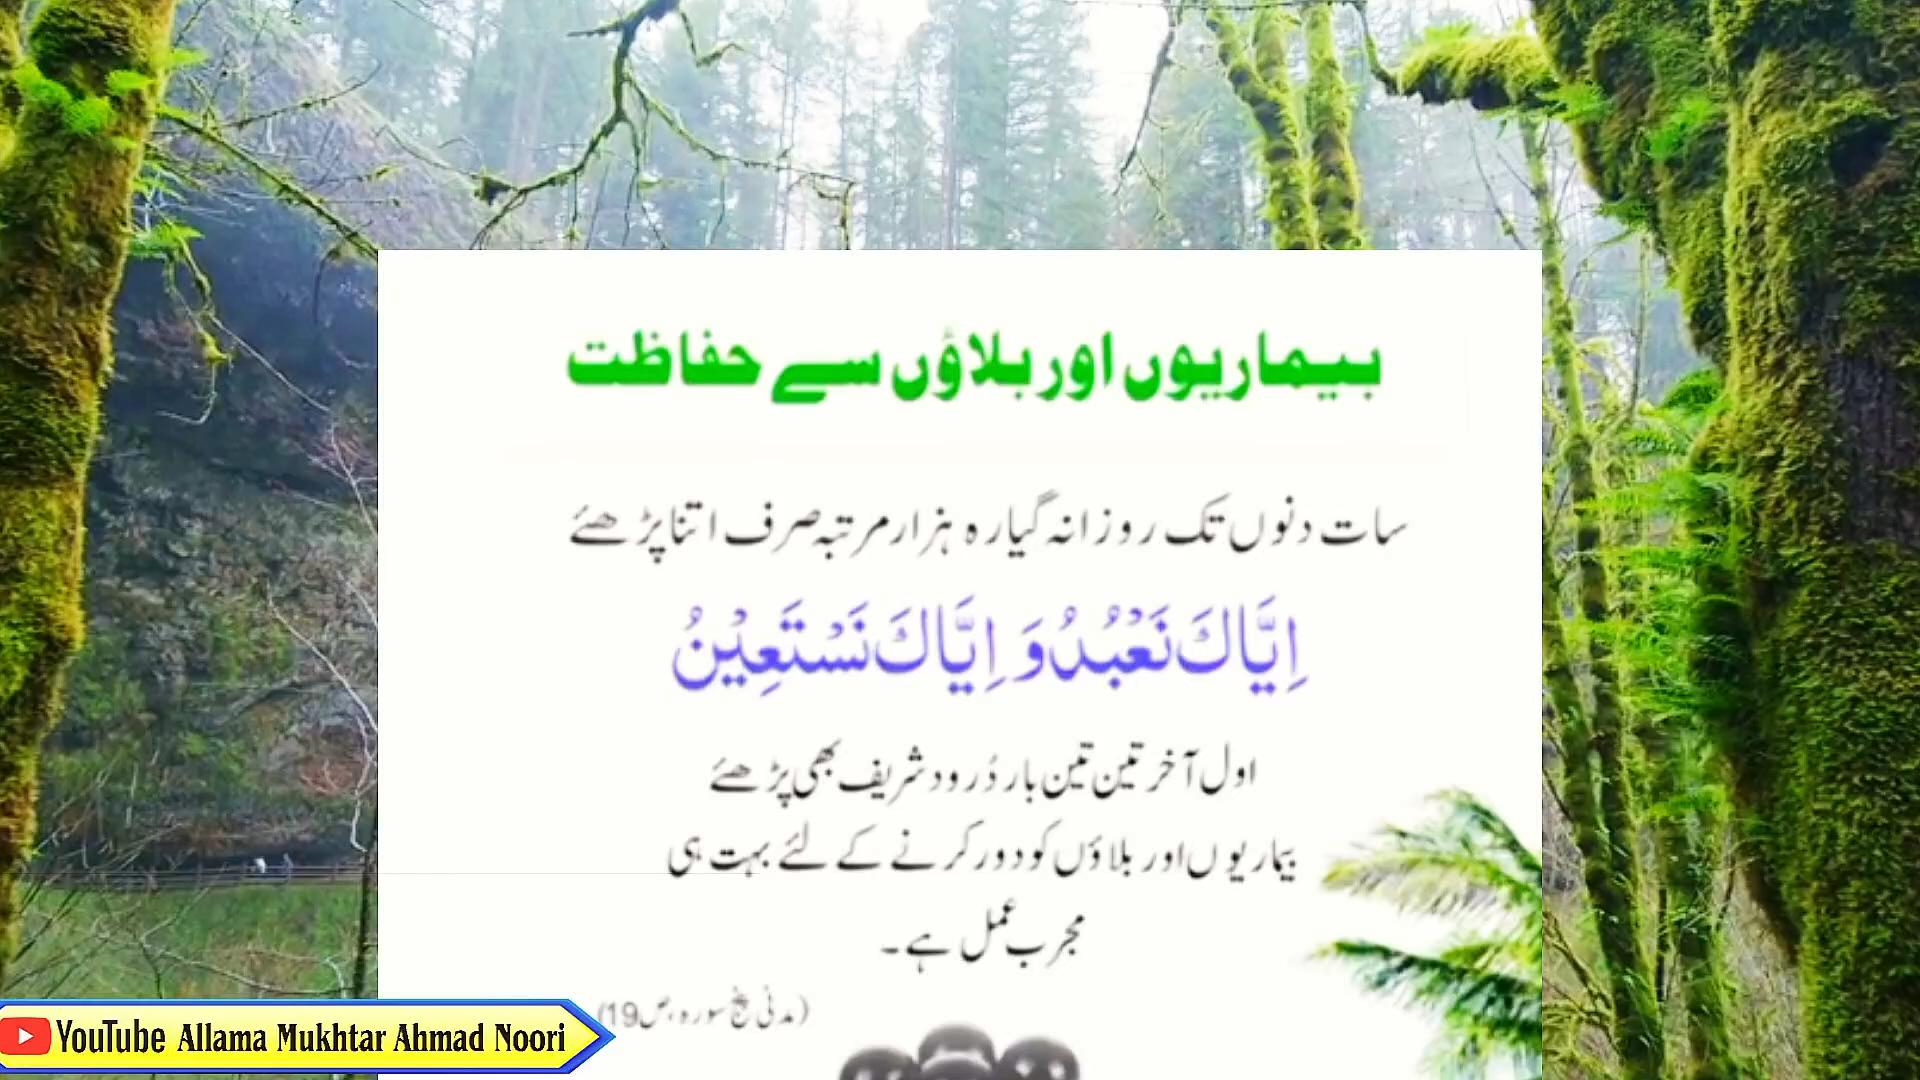 بیماریوں اور بلاؤں سے حفاظت
سات دنوں تک روزانہ گیارہ ہزار مرتبہ صرف اتنا پڑھئے
اِیَّاكَ نَعْبُدُ وَ اِیَّاكَ نَسْتَعِیْنُ
اول آخر تین تین بار دُرود شریف بھی پڑھئے
بیماریوں اور بلاؤں کو دور کرنے کے لئے بہت ہی
مجرب عمل ہے۔
(مدنی پنج سورہ، ص19)
YouTube Allama Mukhtar Ahmad Noori